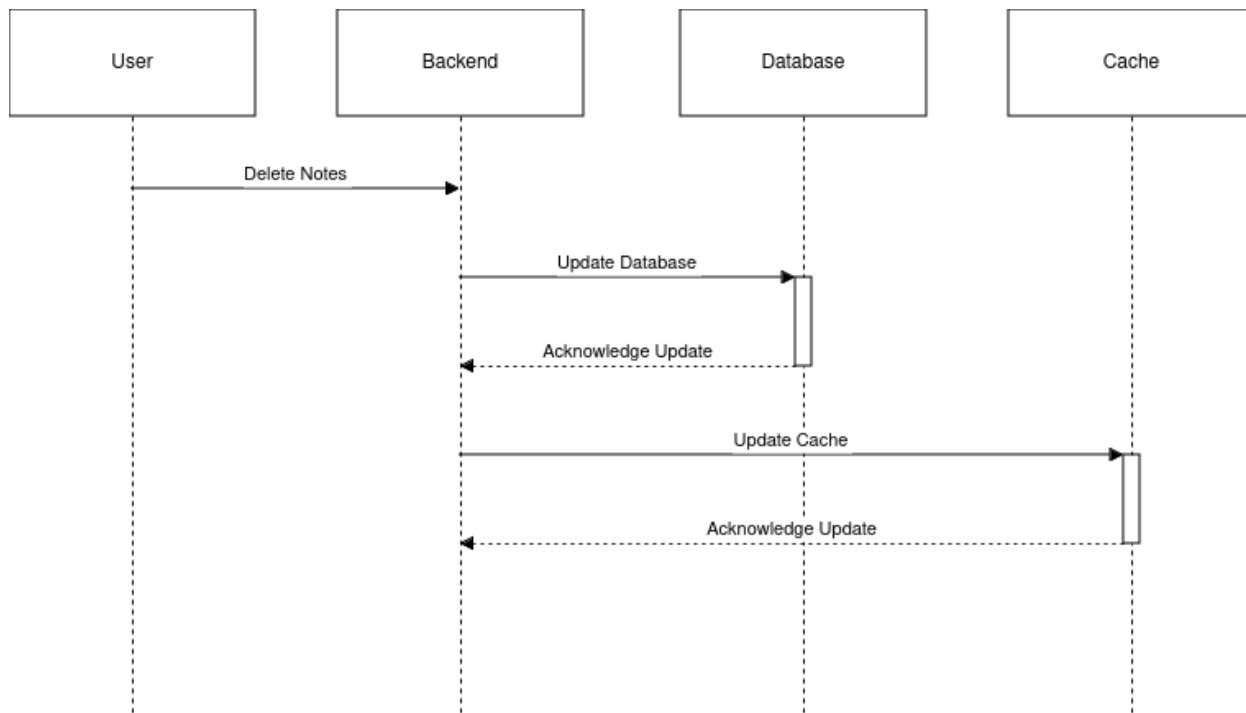 User
Backend
Database
Cache
Delete Notes
Update Database
Acknowledge Update
Update Cache
Acknowledge Update